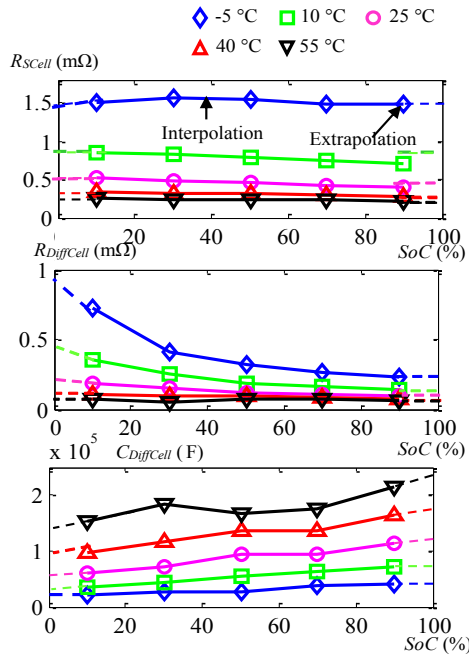 -5 °C 10 °C 25 °C
40 °C 55 °C
R_SCell (mΩ)
1.5
1
0.5
0
Interpolation
Extrapolation
0 20 40 60 80 100
SoC (%)
R_DiffCell (mΩ)
1
0.5
0
0 20 40 60 80 100
SoC (%)
x 10^5 C_DiffCell (F)
2
1
0
0 20 40 60 80 100
SoC (%)